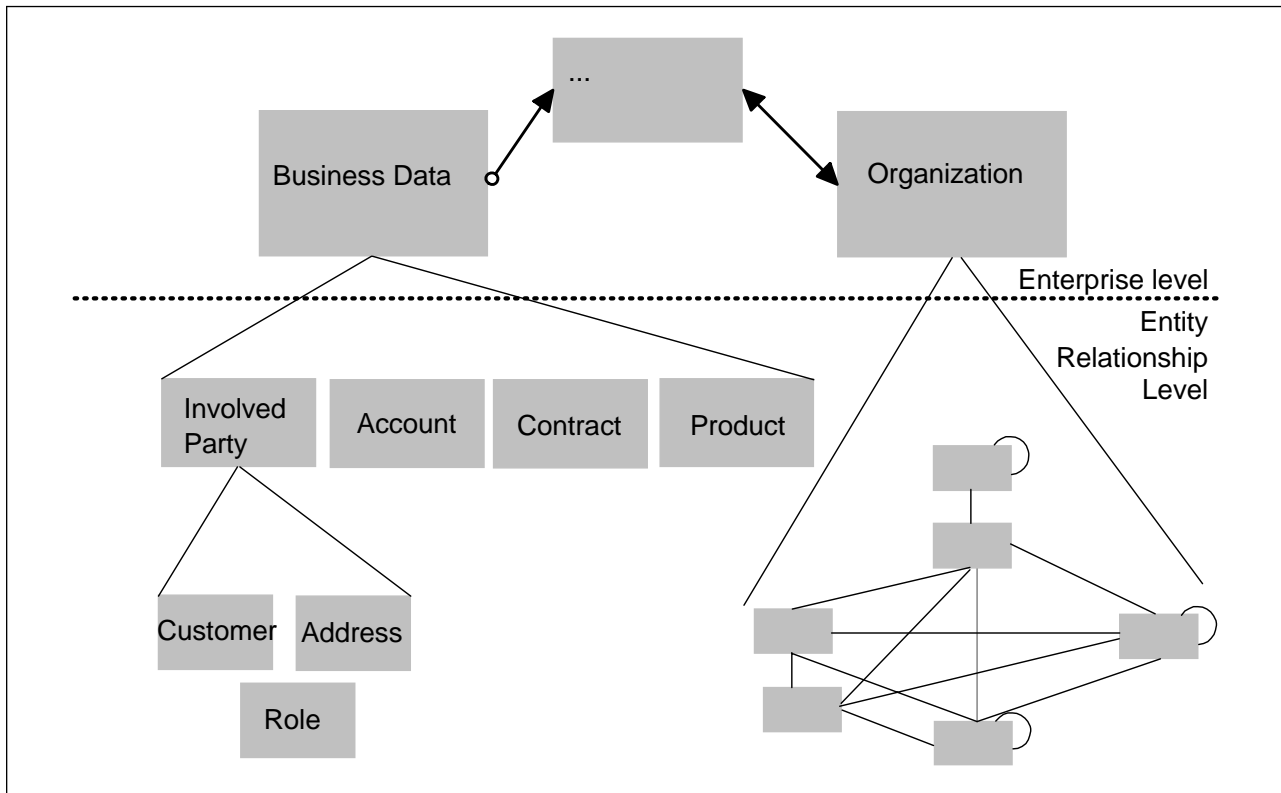 ...
Business Data
Organization
Enterprise level
Entity
Relationship
Level
Involved
Party
Account
Contract
Product
Customer
Address
Role